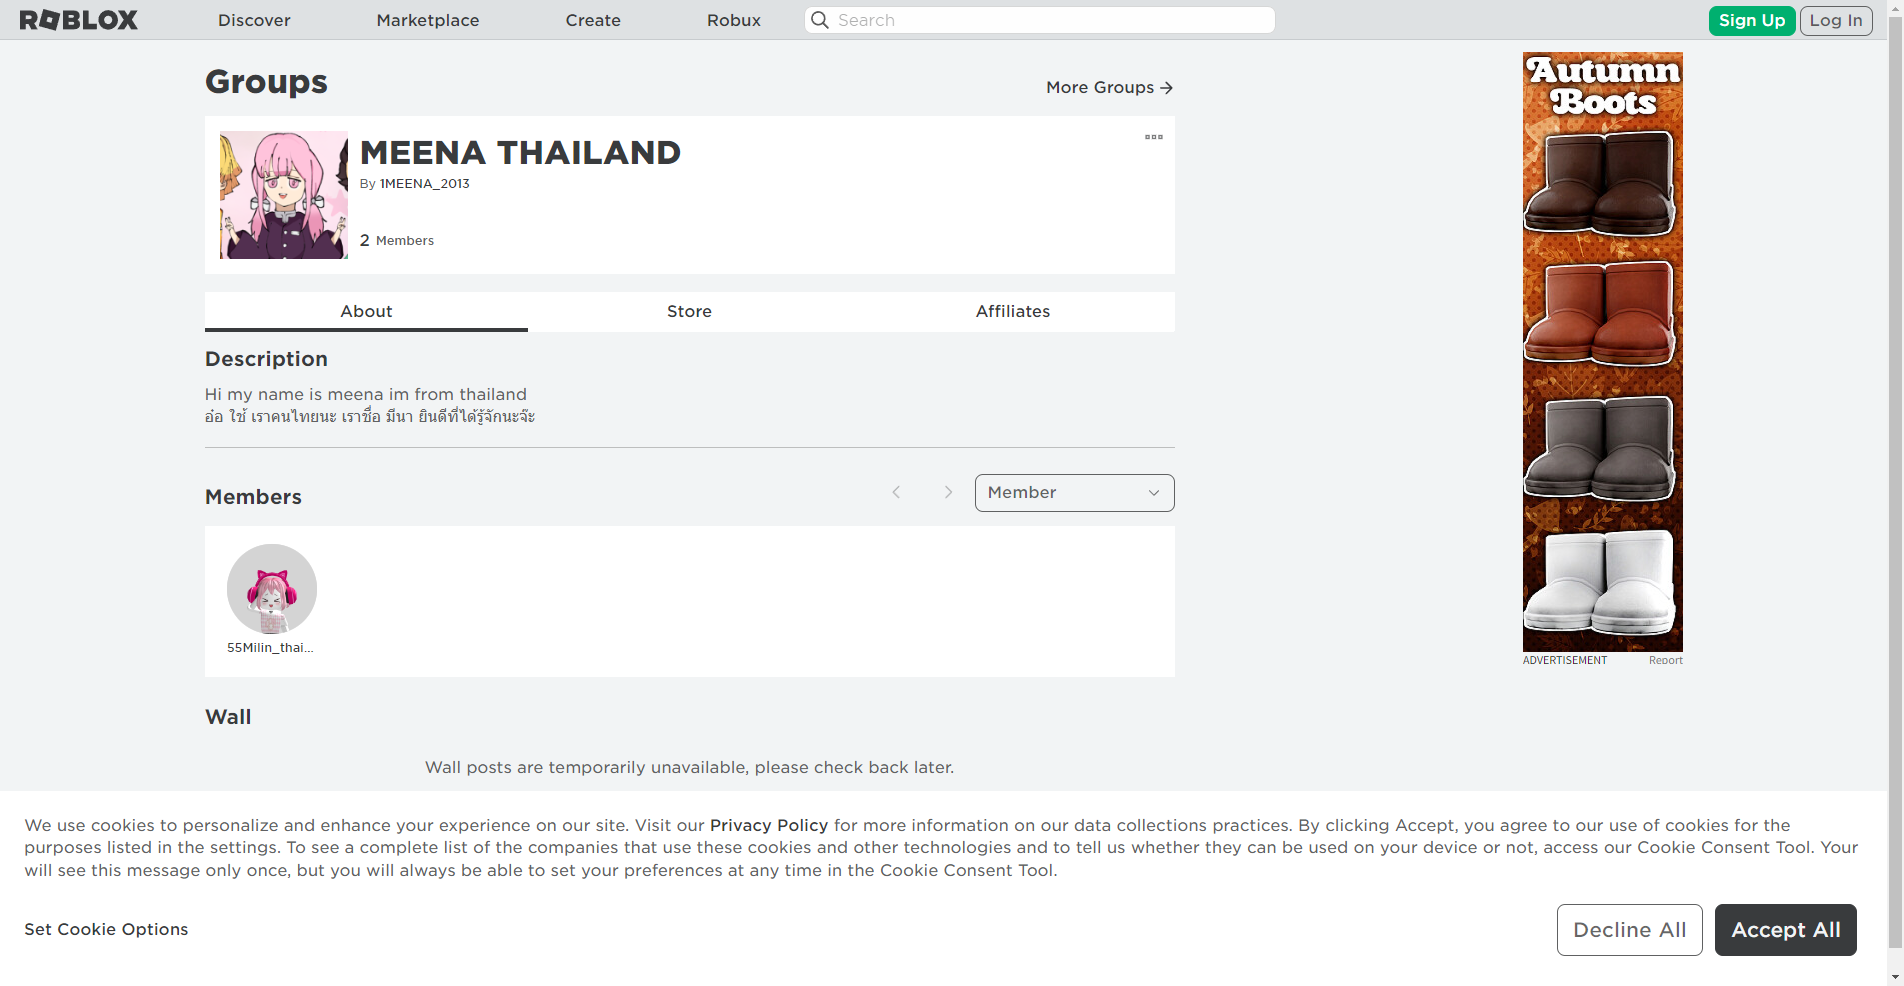 ROBLOX
Discover
Marketplace
Create
Robux
Search
Sign Up
Log In
Groups
More Groups
MEENA THAILAND
By 1MEENA_2013
2 Members
About
Store
Affiliates
Description
Hi my name is meena im from thailand
อ๋อ ใช้ เราคนไทยนะ เราชื่อ มีนา ยินดีที่ได้รู้จักนะจ๊ะ
Members
Member
55Milin_thai...
Wall
Wall posts are temporarily unavailable, please check back later.
Autumn
Boots
ADVERTISEMENT
Report
We use cookies to personalize and enhance your experience on our site. Visit our Privacy Policy for more information on our data collections practices. By clicking Accept, you agree to our use of cookies for the
purposes listed in the settings. To see a complete list of the companies that use these cookies and other technologies and to tell us whether they can be used on your device or not, access our Cookie Consent Tool. Your
will see this message only once, but you will always be able to set your preferences at any time in the Cookie Consent Tool.
Set Cookie Options
Decline All
Accept All